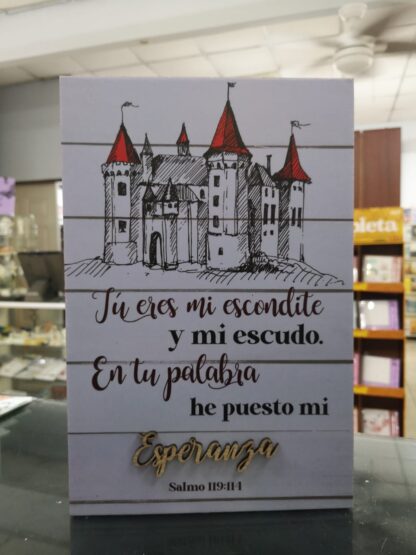 Tú eres mi escondite
y mi escudo.
En tu palabra
he puesto mi
Esperanza
Salmo 119:114